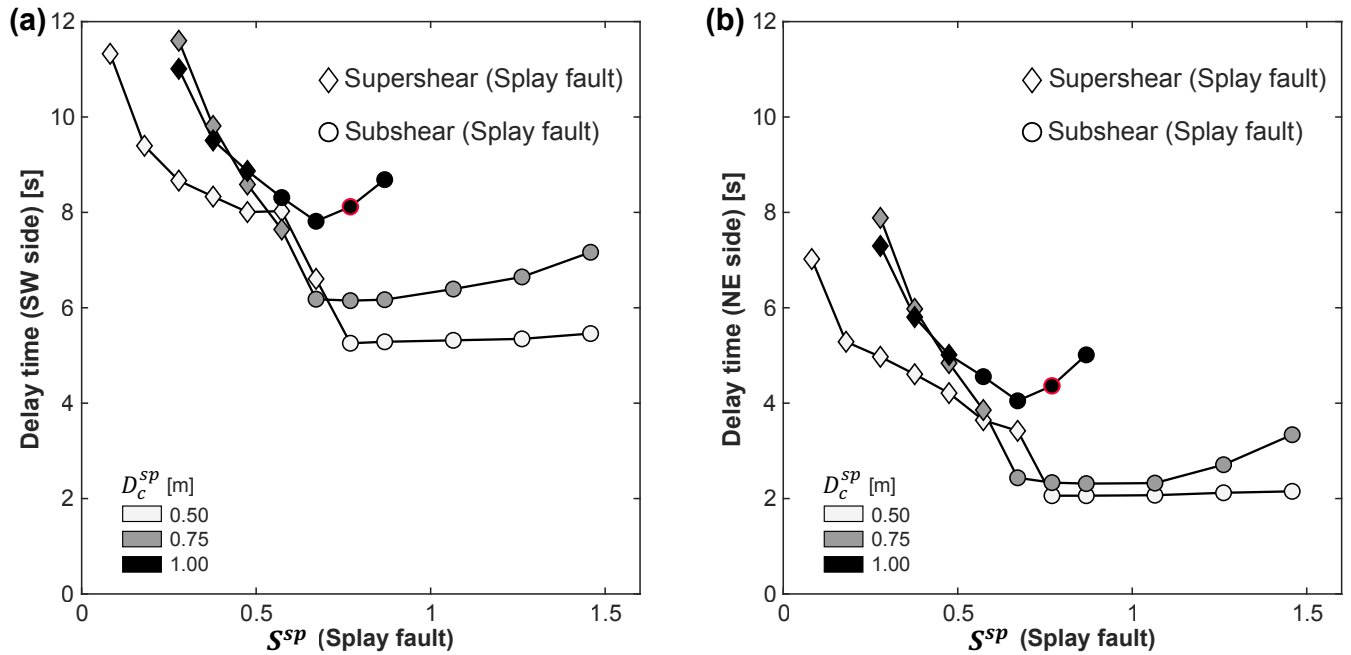 (a)
12
10
8
6
4
2
0
Delay time (SW side) [s]
Supershear (Splay fault)
Subshear (Splay fault)
D_c^{sp} [m]
0.50
0.75
1.00
0 0.5 1 1.5
S^{sp} (Splay fault)
(b)
12
10
8
6
4
2
0
Delay time (NE side) [s]
Supershear (Splay fault)
Subshear (Splay fault)
D_c^{sp} [m]
0.50
0.75
1.00
0 0.5 1 1.5
S^{sp} (Splay fault)